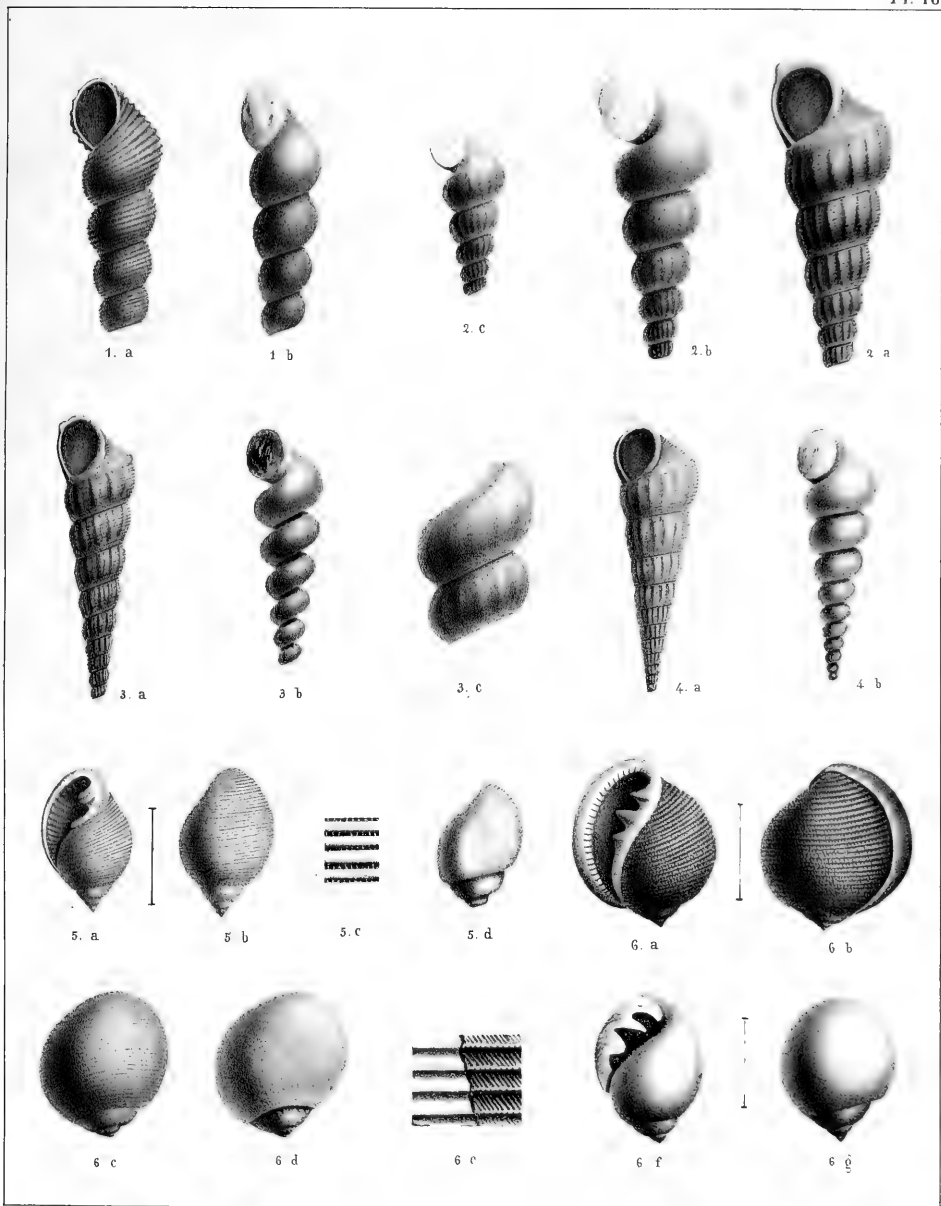 1. a 1 b 2. c 2. b 2 a
3. a 3 b 3. c 4. a 4 b
5. a 5 b 5. c 5. d 6. a 6 b
6 c 6 d 6 e 6 f 6 g